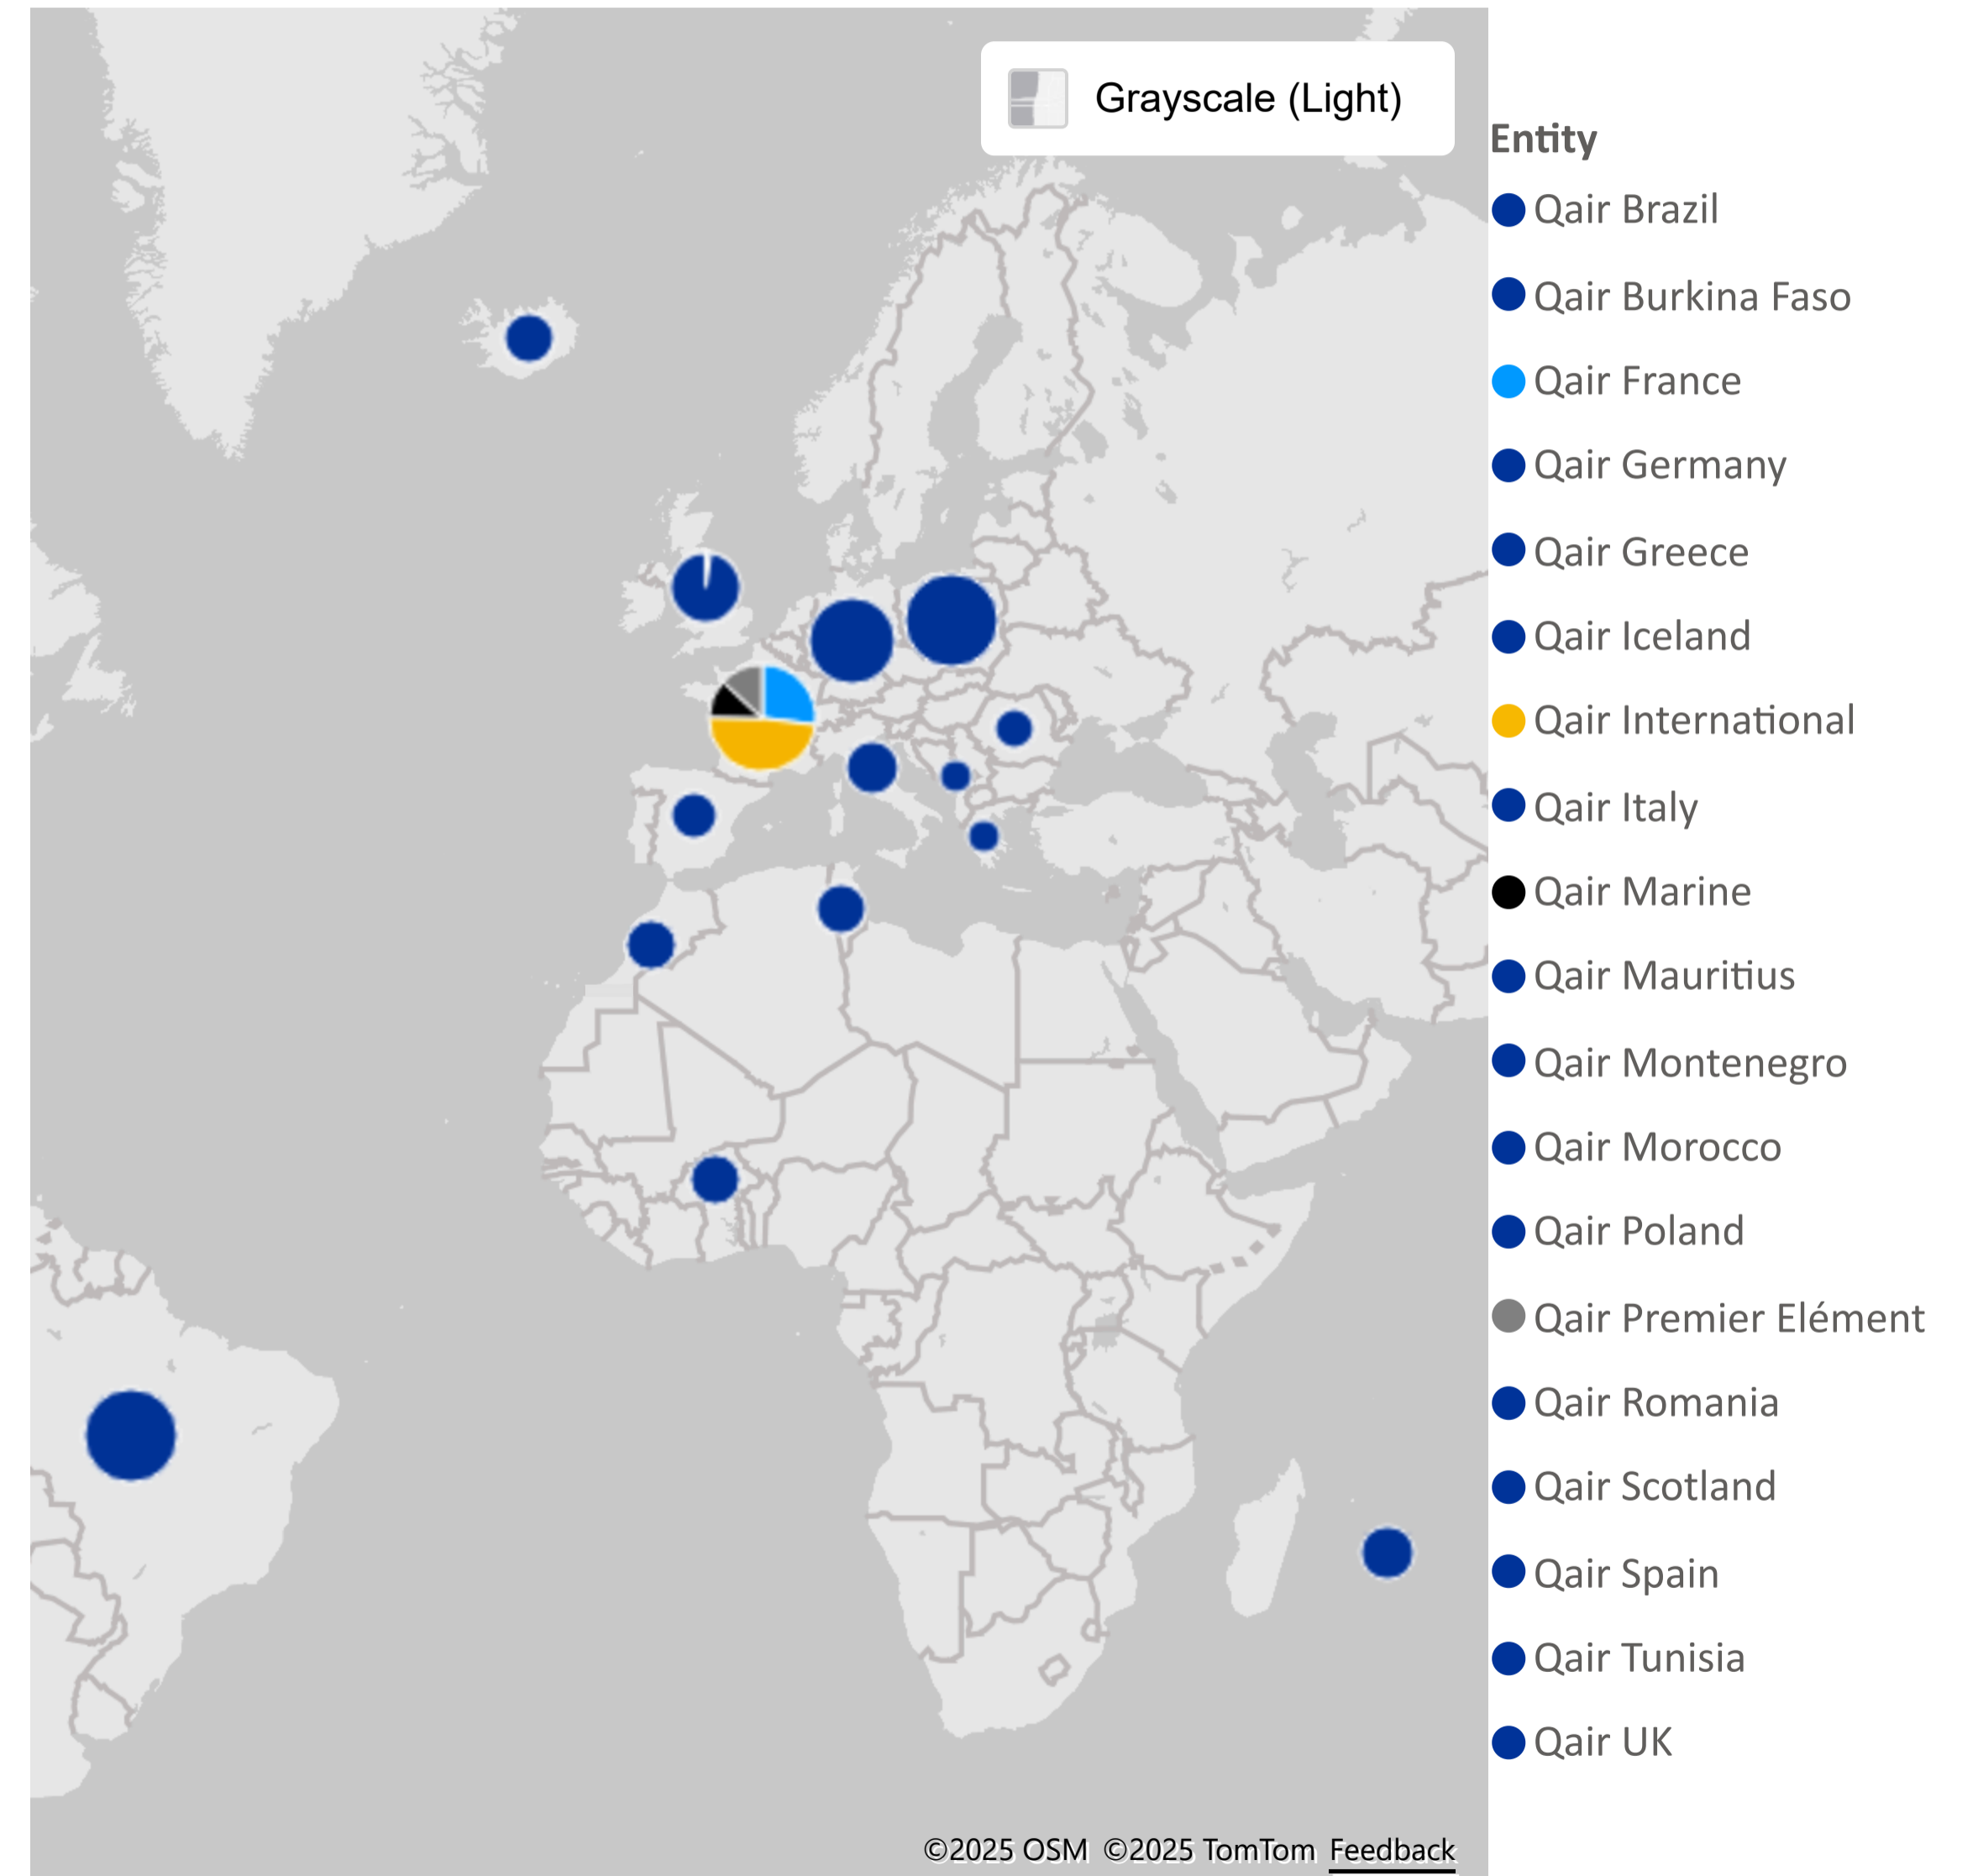 Grayscale (Light)
Entity
Qair Brazil
Qair Burkina Faso
Qair France
Qair Germany
Qair Greece
Qair Iceland
Qair International
Qair Italy
Qair Marine
Qair Mauritius
Qair Montenegro
Qair Morocco
Qair Poland
Qair Premier Elément
Qair Romania
Qair Scotland
Qair Spain
Qair Tunisia
Qair UK
©2025 OSM ©2025 TomTom Feedback